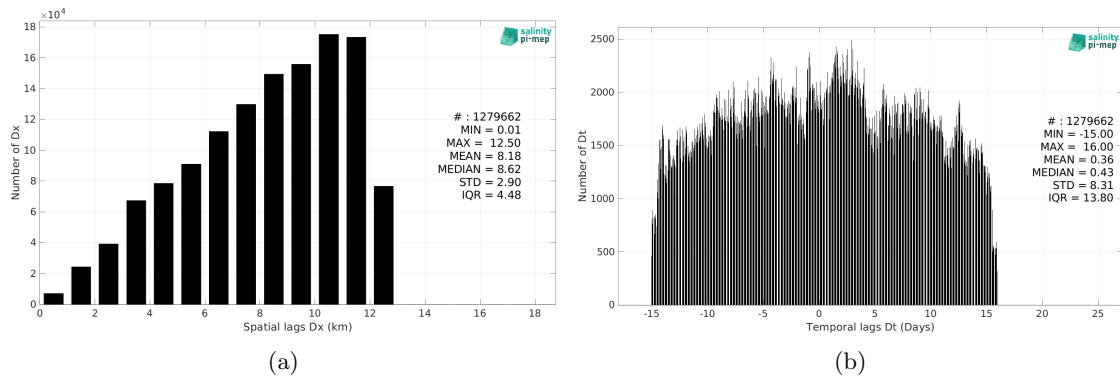 ×10⁴
18
16
14
12
10
8
6
4
2
0
Number of Dx
0 2 4 6 8 10 12 14 16 18
Spatial lags Dx (km)
salinity
pi-mep
# : 1279662
MIN = 0.01
MAX = 12.50
MEAN = 8.18
MEDIAN = 8.62
STD = 2.90
IQR = 4.48
(a)
2500
2000
1500
1000
500
0
Number of Dt
-15 -10 -5 0 5 10 15 20 25
Temporal lags Dt (Days)
salinity
pi-mep
# : 1279662
MIN = -15.00
MAX = 16.00
MEAN = 0.36
MEDIAN = 0.43
STD = 8.31
IQR = 13.80
(b)